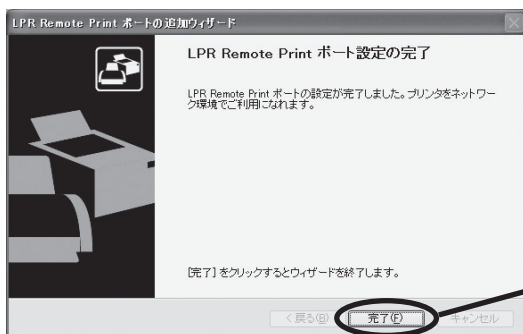 LPR Remote Print ポートの追加ウィザード
LPR Remote Print ポート設定の完了
LPR Remote Print ポートの設定が完了しました。プリンタをネットワー
ク環境でご利用になれます。
[完了] をクリックするとウィザードを終了します。
< 戻る(B)
完了(F)
キャンセル